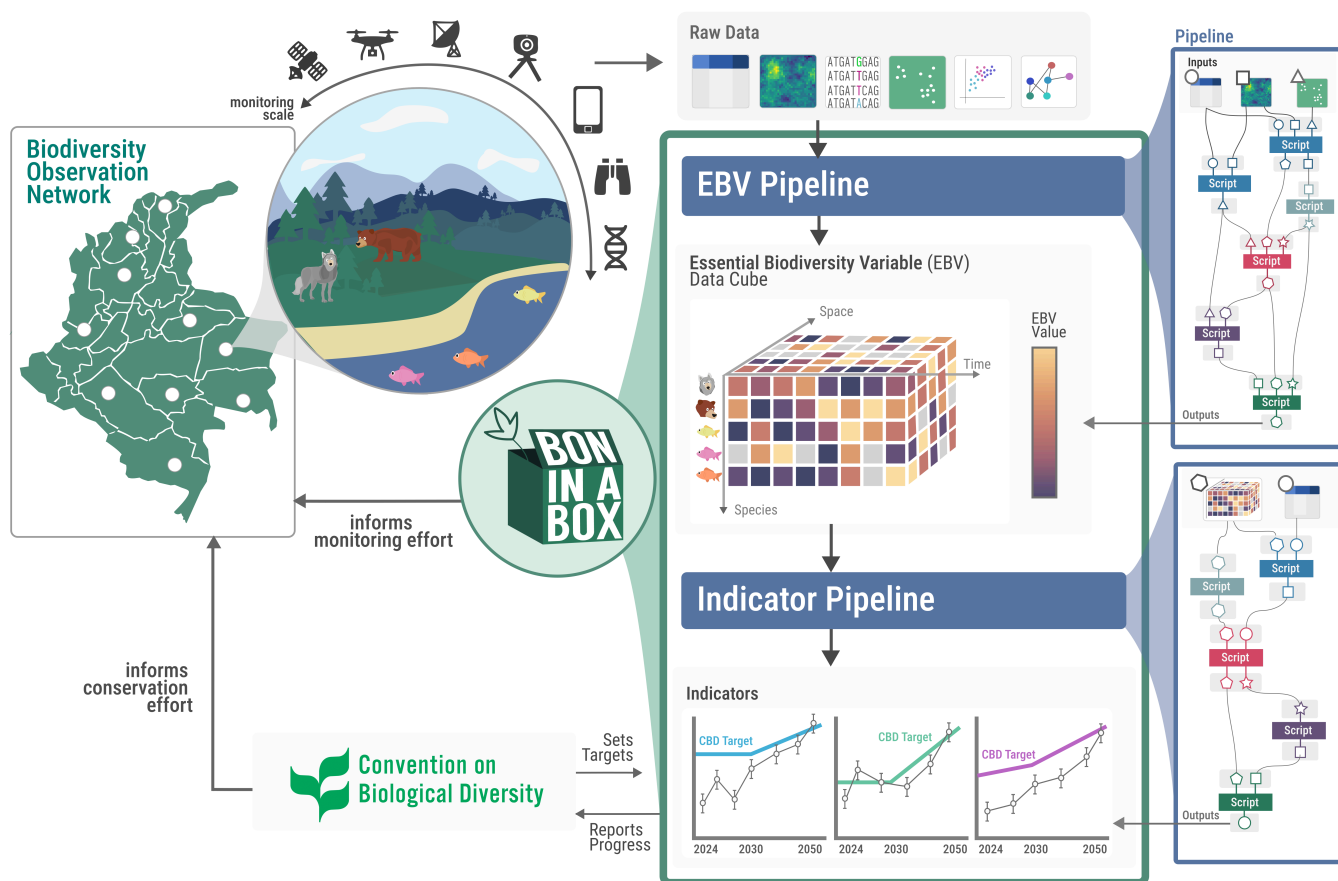 Biodiversity
Observation
Network
monitoring
scale
Raw Data
ATGATGGAG
ATGATTGAG
ATGATTCAG
ATGATACAG
EBV Pipeline
Essential Biodiversity Variable (EBV)
Data Cube
Space
Time
Species
EBV
Value
Indicator Pipeline
Indicators
CBD Target
2024 2030 2050
CBD Target
2024 2030 2050
CBD Target
2024 2030 2050
BON
IN A
BOX
informs
monitoring effort
informs
conservation
effort
Convention on
Biological Diversity
Sets
Targets
Reports
Progress
Pipeline
Inputs
Script
Script
Script
Script
Script
Script
Outputs
Script
Script
Script
Script
Script
Outputs